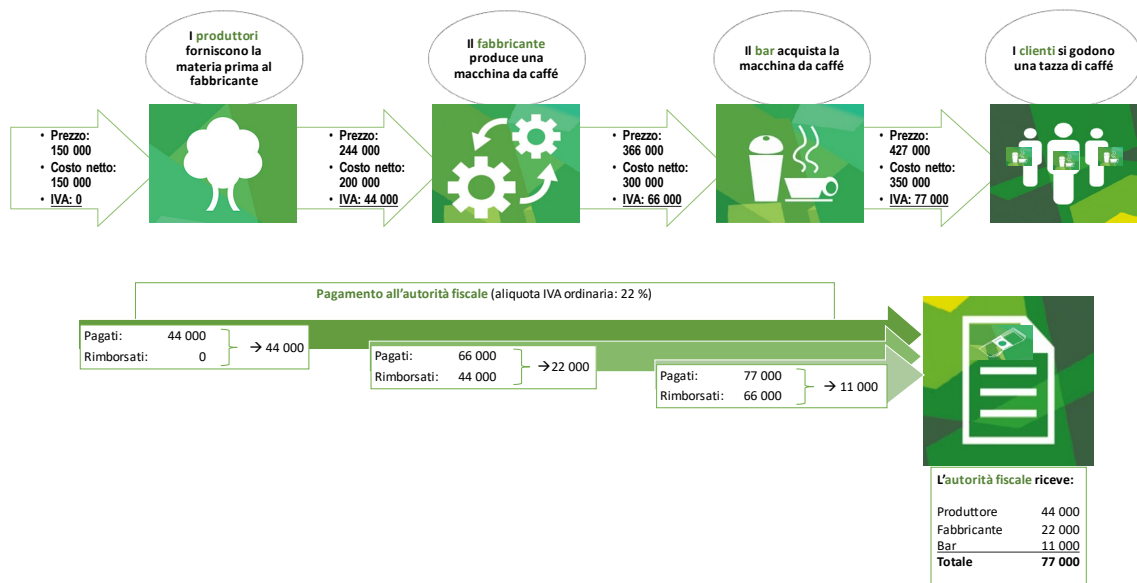 I produttori
forniscono la
materia prima al
fabbricante
Il fabbricante
produce una
macchina da caffé
Il bar acquista la
macchina da caffé
I clienti si godono
una tazza di caffé
• Prezzo:
150 000
• Costo netto:
150 000
• IVA: 0
• Prezzo:
244 000
• Costo netto:
200 000
• IVA: 44 000
• Prezzo:
366 000
• Costo netto:
300 000
• IVA: 66 000
• Prezzo:
427 000
• Costo netto:
350 000
• IVA: 77 000
Pagamento all'autorità fiscale (aliquota IVA ordinaria: 22 %)
Pagati: 44 000
Rimborsati: 0
→ 44 000
Pagati: 66 000
Rimborsati: 44 000
→22 000
Pagati: 77 000
Rimborsati: 66 000
→ 11 000
L'autorità fiscale riceve:
Produttore 44 000
Fabbricante 22 000
Bar 11 000
Totale 77 000